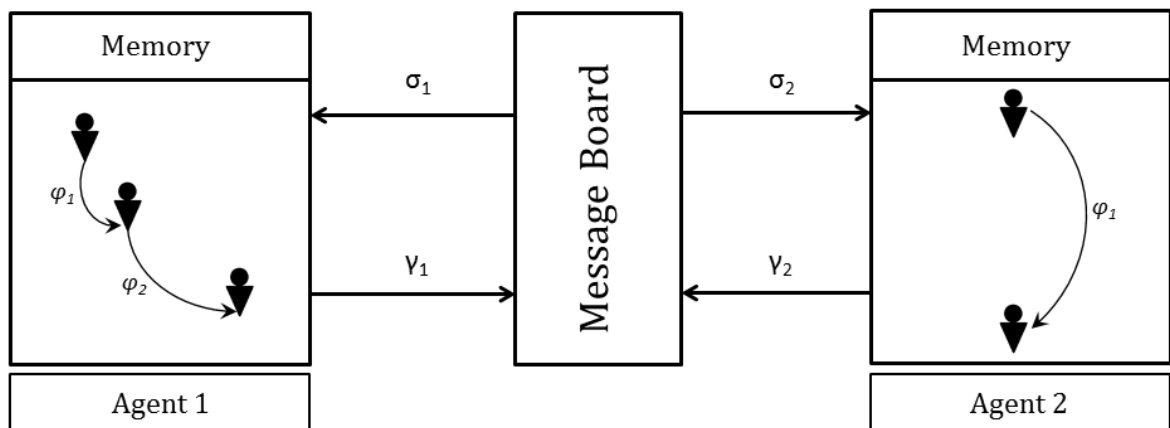 Memory
φ1
φ2
Agent 1
σ1
γ1
Message Board
σ2
γ2
Memory
φ1
Agent 2